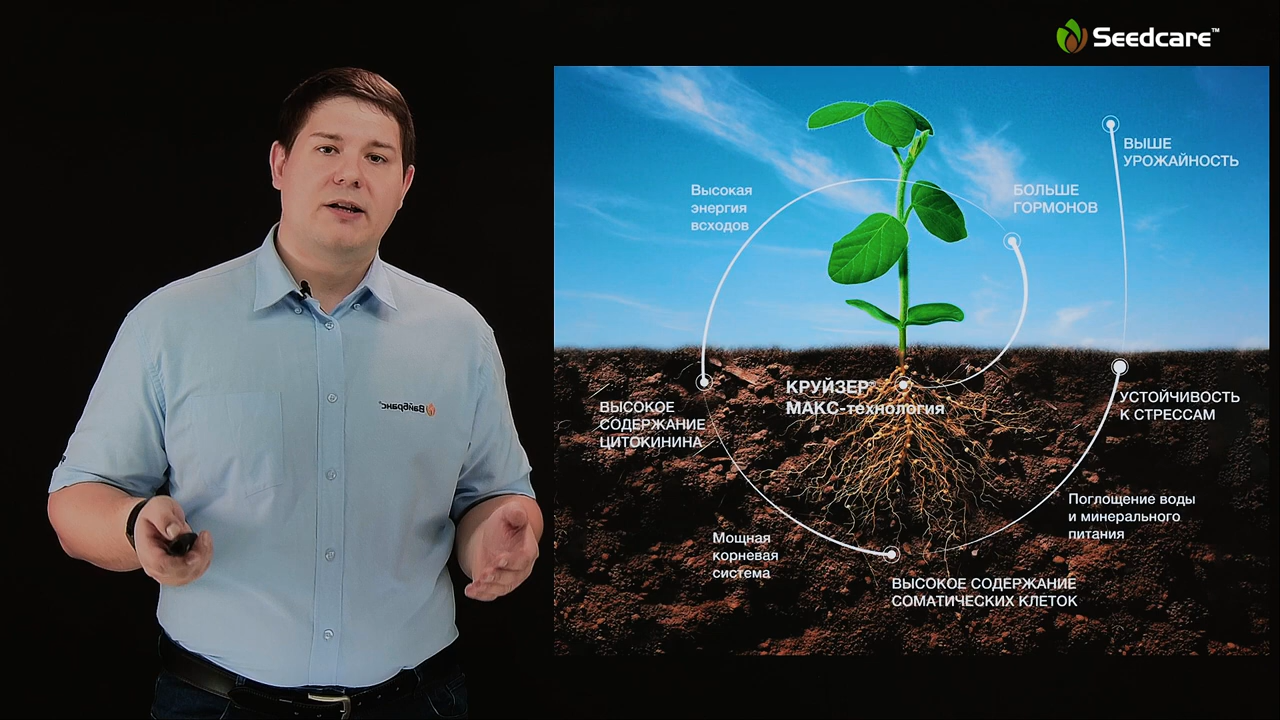 Seedcare™
ВЫШЕ
УРОЖАЙНОСТЬ
Высокая
энергия
всходов
БОЛЬШЕ
ГОРМОНОВ
КРУЙЗЕР®
МАКС-технология
ВЫСОКОЕ
СОДЕРЖАНИЕ
ЦИТОКИНИНА
УСТОЙЧИВОСТЬ
К СТРЕССАМ
Вайбранс®
Поглощение воды
и минерального
питания
Мощная
корневая
система
ВЫСОКОЕ СОДЕРЖАНИЕ
СОМАТИЧЕСКИХ КЛЕТОК